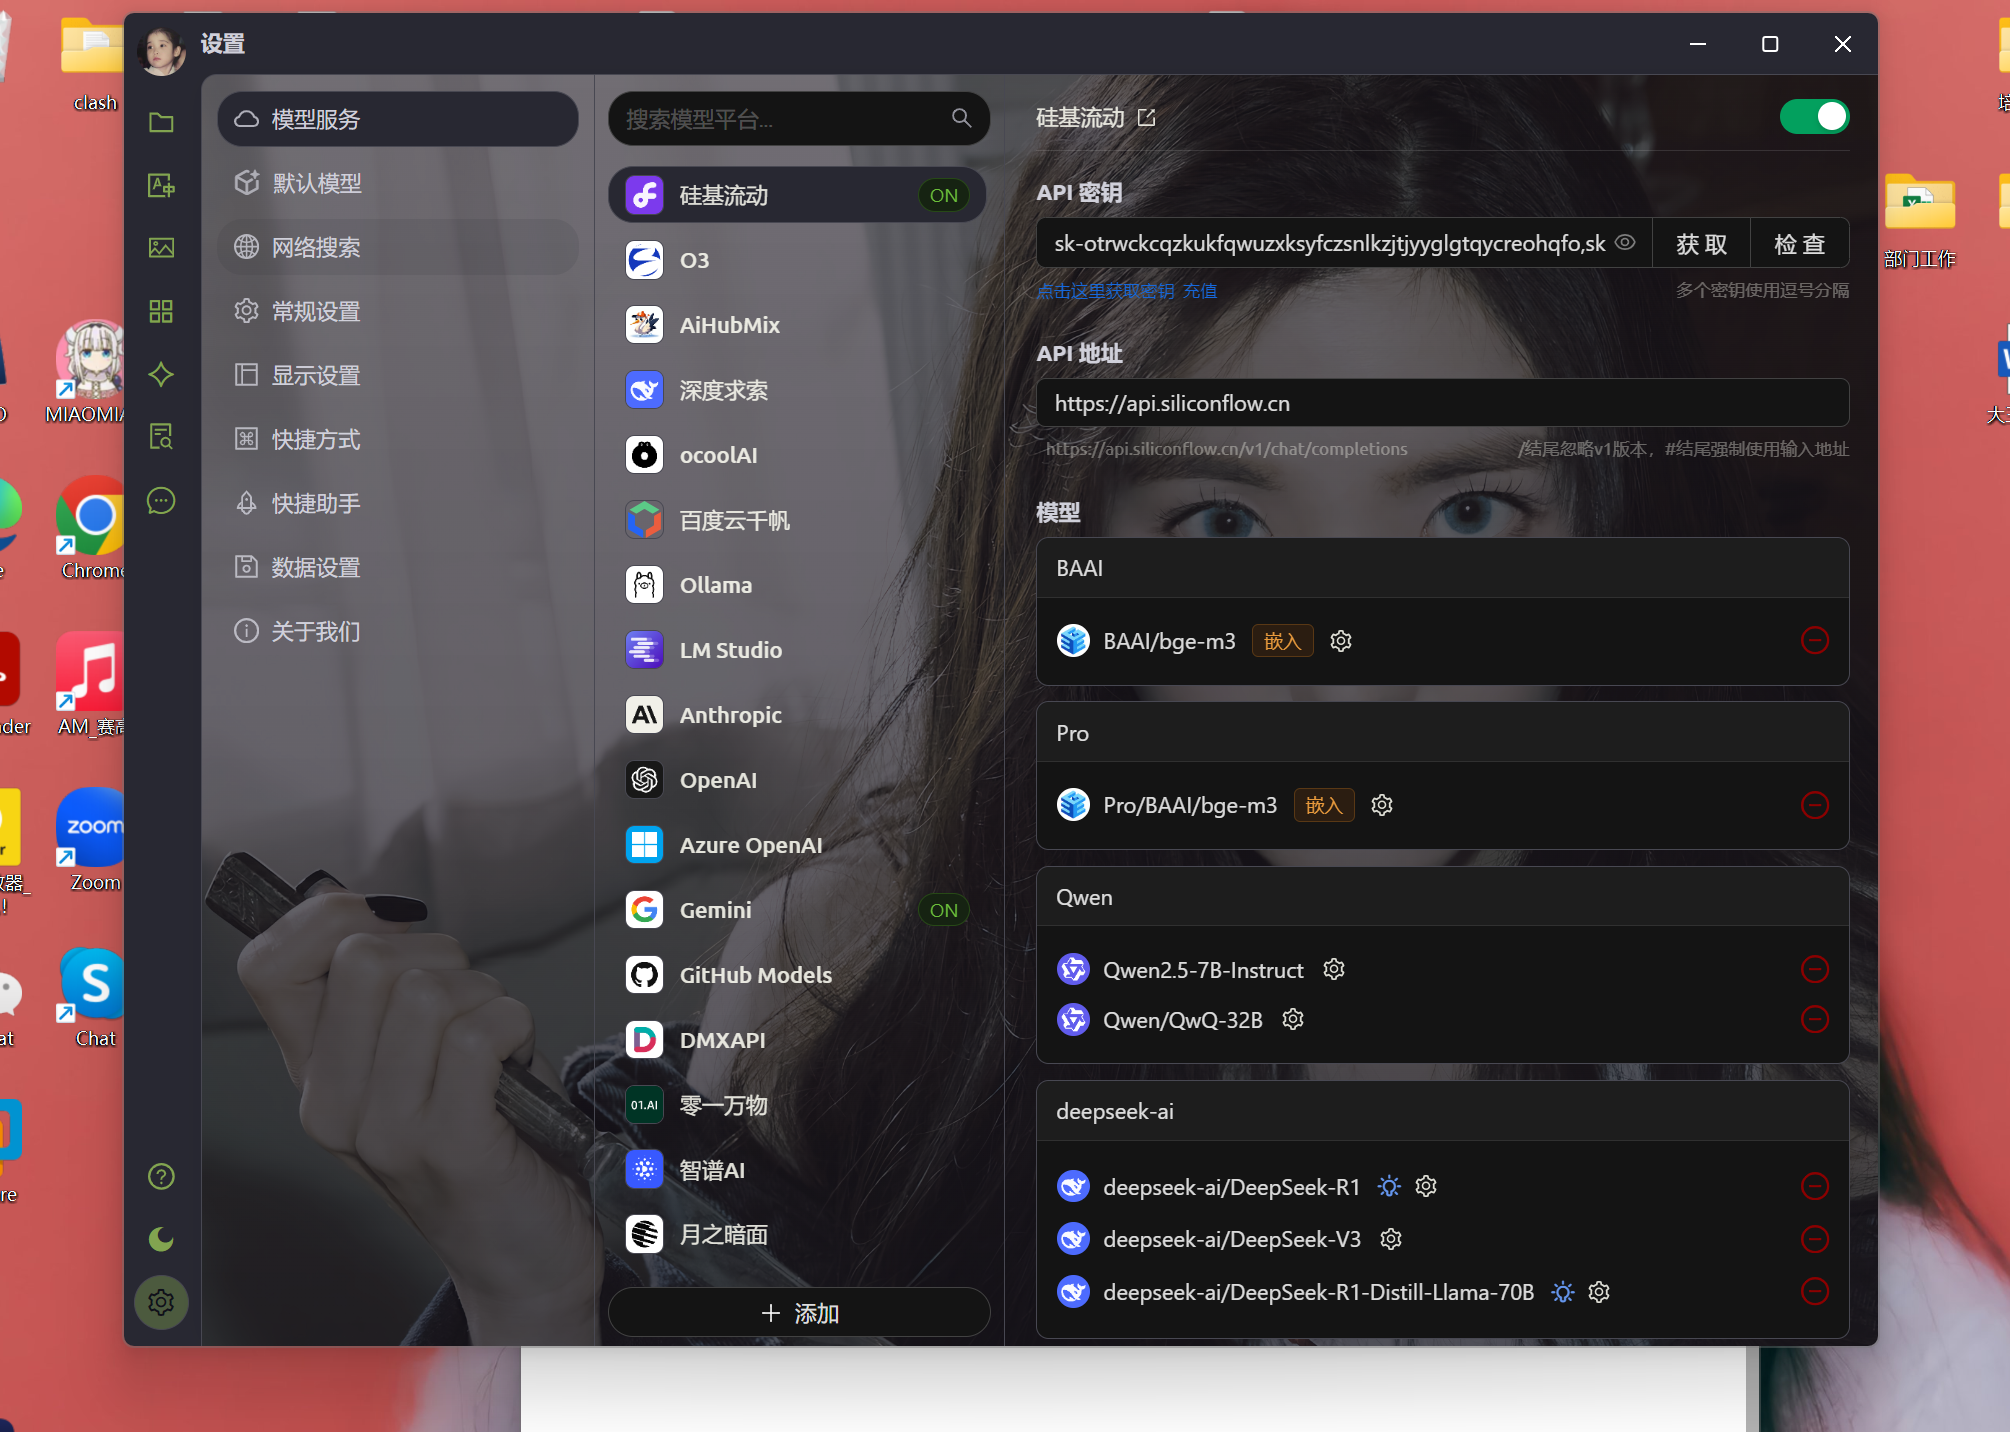 设置
clash
MIAOMIA
Chrome
AM_赛高
Zoom
Chat
模型服务
默认模型
网络搜索
常规设置
显示设置
快捷方式
快捷助手
数据设置
关于我们
搜索模型平台...
硅基流动 ON
O3
AiHubMix
深度求索
ocoolAI
百度云千帆
Ollama
LM Studio
Anthropic
OpenAI
Azure OpenAI
Gemini ON
GitHub Models
DMXAPI
01.AI 零一万物
智谱AI
月之暗面
添加
硅基流动
API 密钥
sk-otrwckcqzkukfqwuzxksyfczsnlkzjtjyyglgtqycreohqfo,sk 获取 检查
点击这里获取密钥 充值 多个密钥使用逗号分隔
API 地址
https://api.siliconflow.cn
https://api.siliconflow.cn/v1/chat/completions /结尾忽略v1版本，#结尾强制使用输入地址
模型
BAAI
BAAI/bge-m3 嵌入
Pro
Pro/BAAI/bge-m3 嵌入
Qwen
Qwen2.5-7B-Instruct
Qwen/QwQ-32B
deepseek-ai
deepseek-ai/DeepSeek-R1
deepseek-ai/DeepSeek-V3
deepseek-ai/DeepSeek-R1-Distill-Llama-70B
部门工作